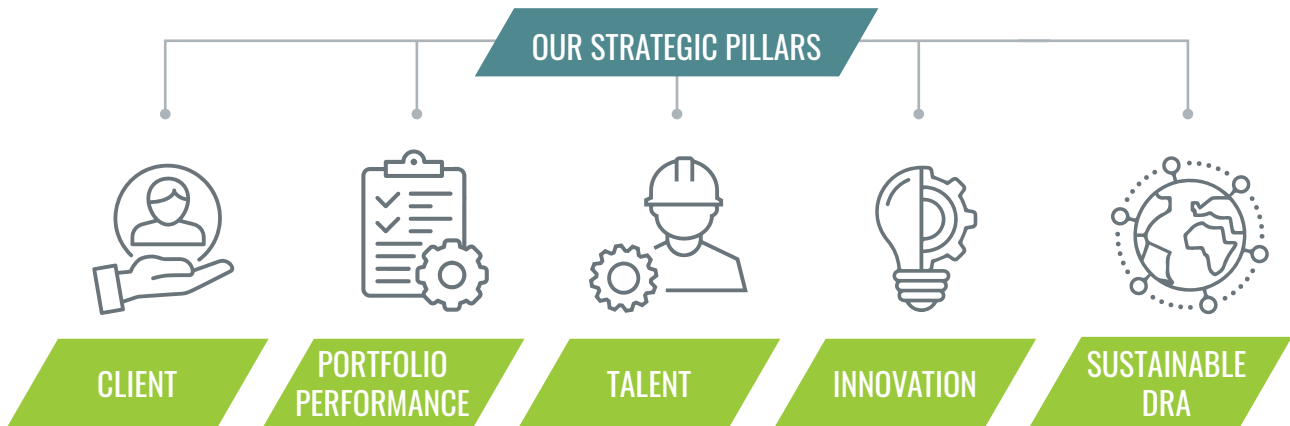 OUR STRATEGIC PILLARS
CLIENT
PORTFOLIO
PERFORMANCE
TALENT
INNOVATION
SUSTAINABLE
DRA